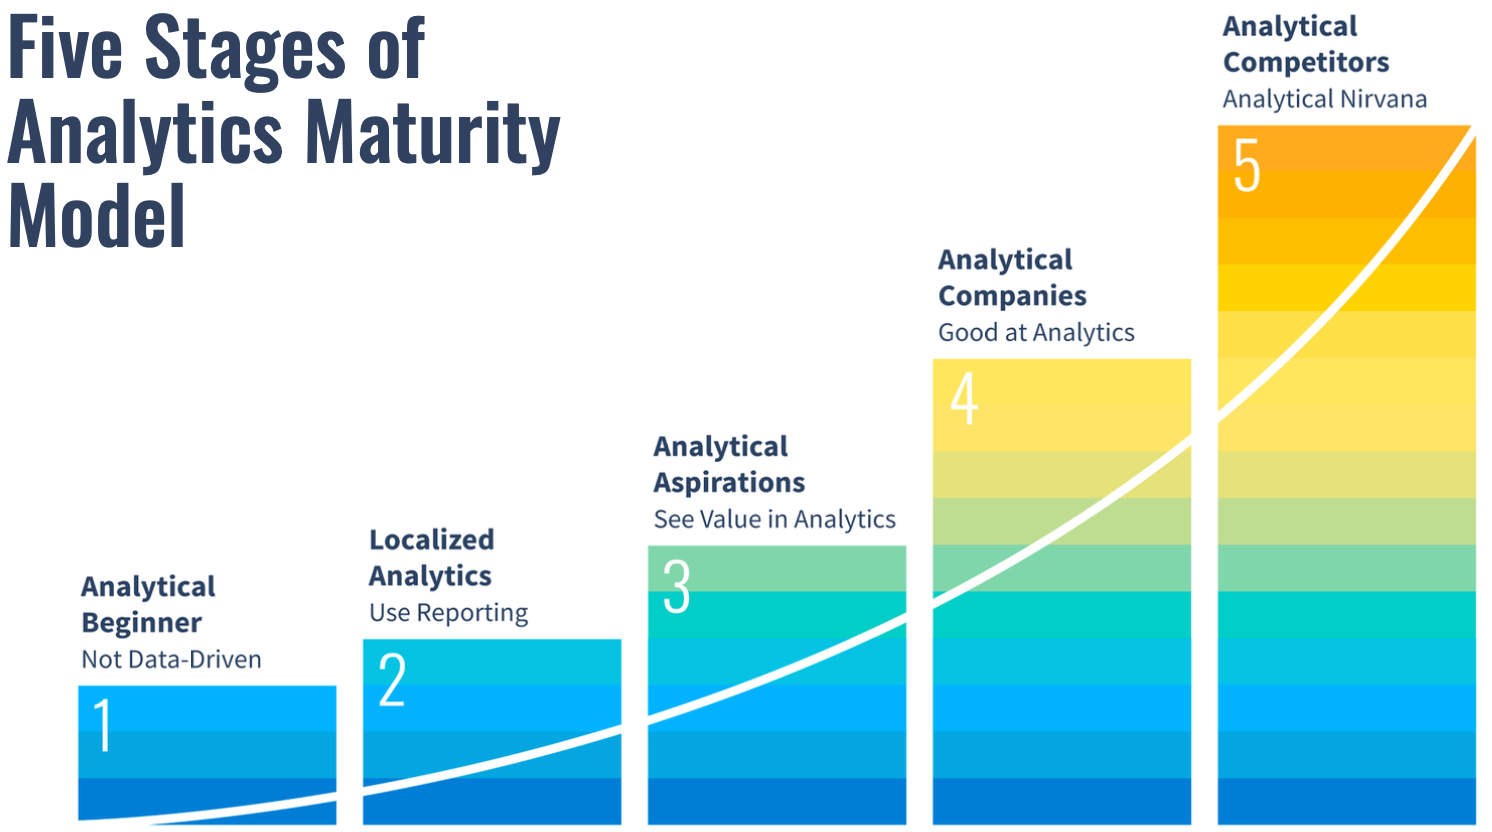 Five Stages of
Analytics Maturity
Model
Analytical
Beginner
Not Data-Driven
1
Localized
Analytics
Use Reporting
2
Analytical
Aspirations
See Value in Analytics
3
Analytical
Companies
Good at Analytics
4
Analytical
Competitors
Analytical Nirvana
5